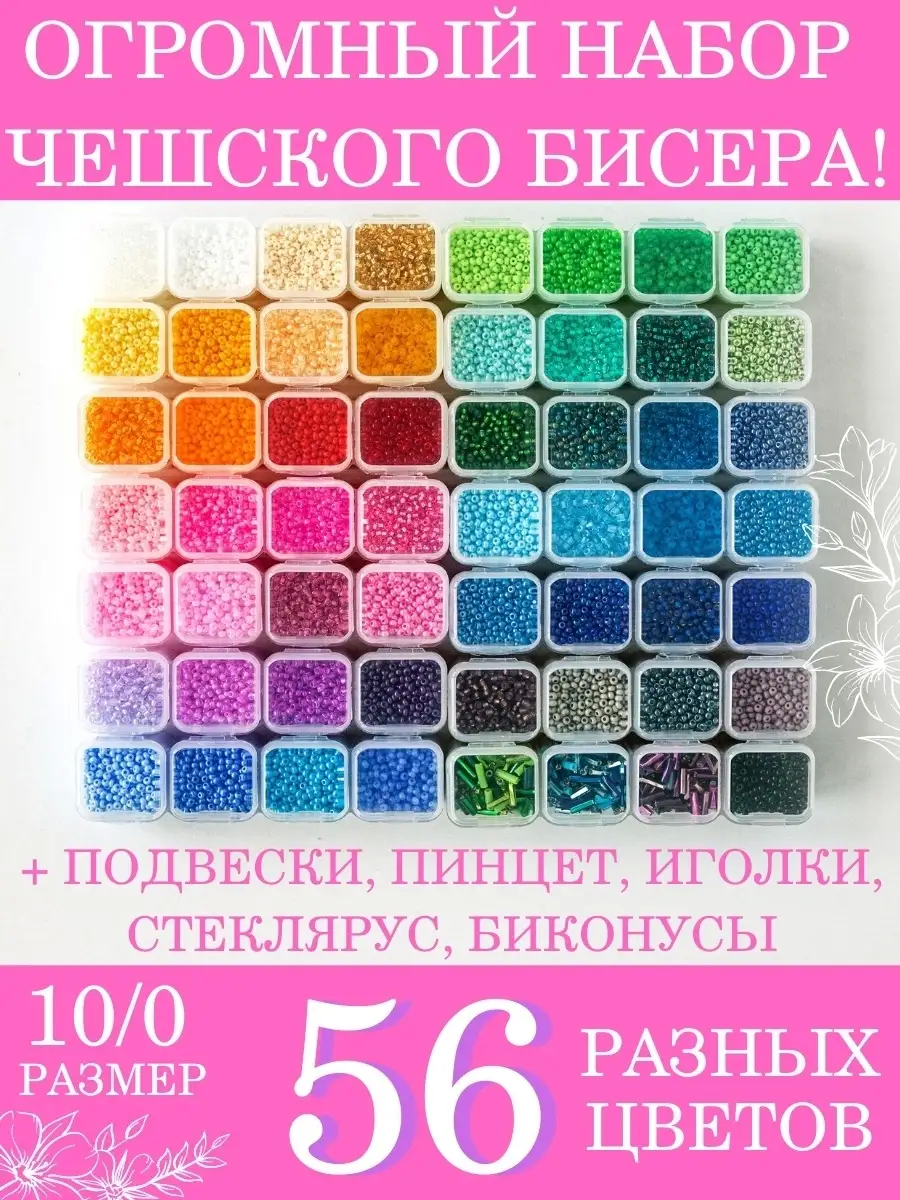 ОГРОМНЫЙ НАБОР
ЧЕШСКОГО БИСЕРА!
+ ПОДВЕСКИ, ПИНЦЕТ, ИГОЛКИ,
СТЕКЛЯРУС, БИКОНУСЫ
10/0
РАЗМЕР
56
РАЗНЫХ
ЦВЕТОВ